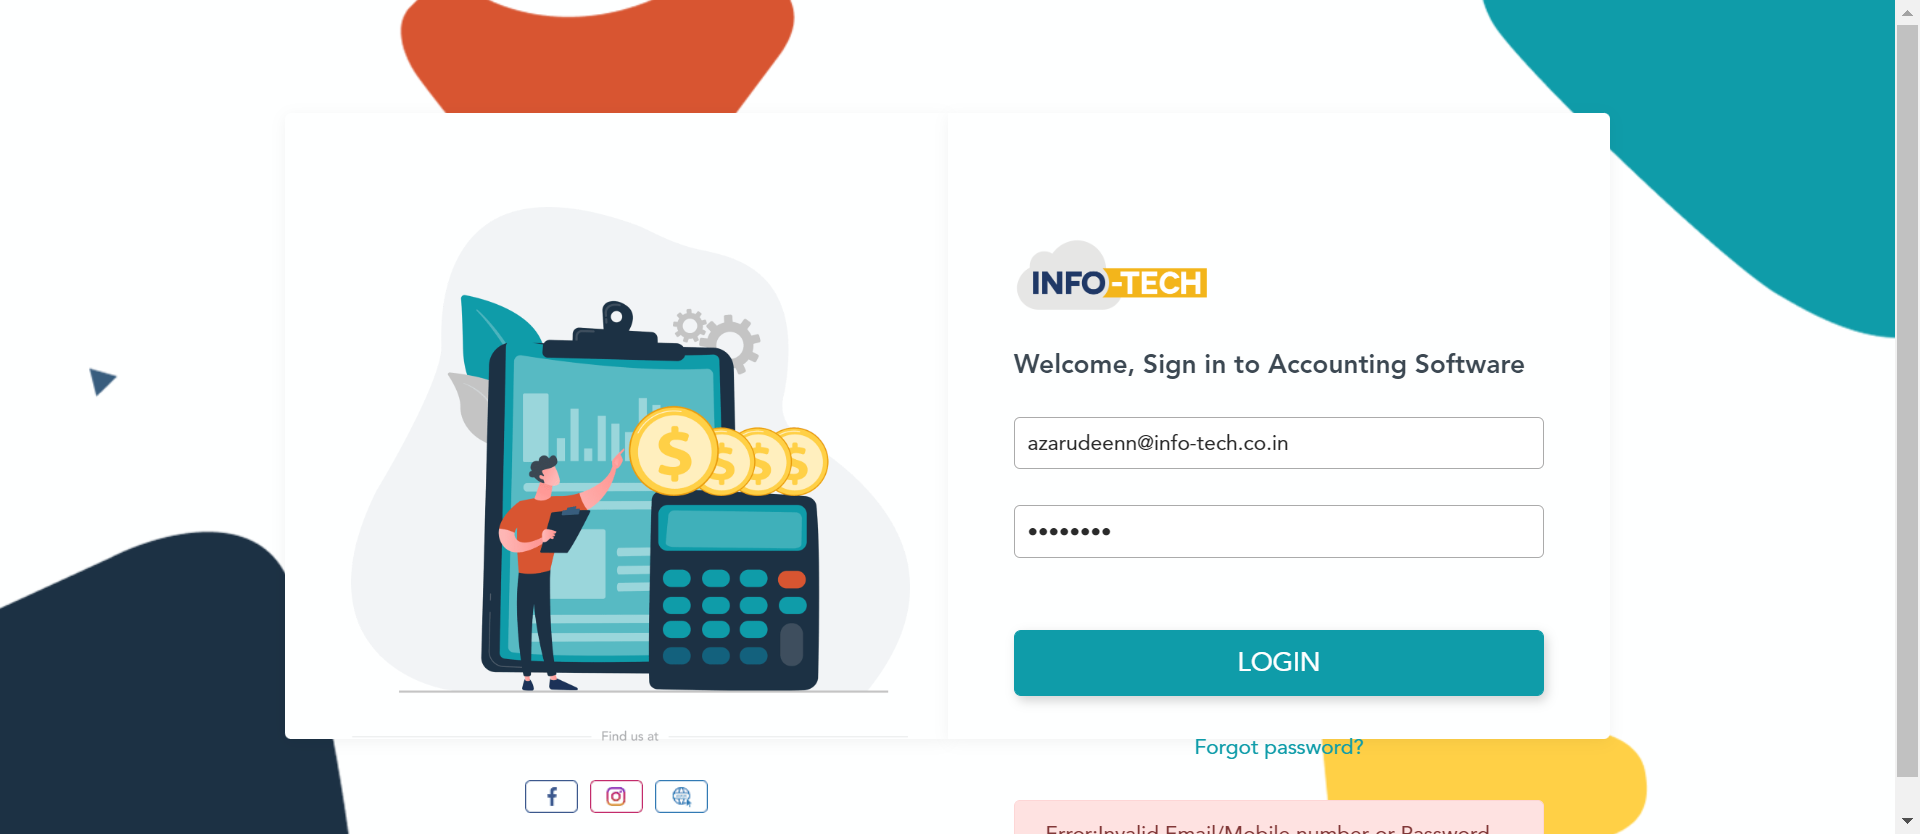 INFO-TECH
Welcome, Sign in to Accounting Software
azarudeenn@info-tech.co.in
••••••••
LOGIN
Find us at
Forgot password?
Error:Invalid Email/Mobile number or Password